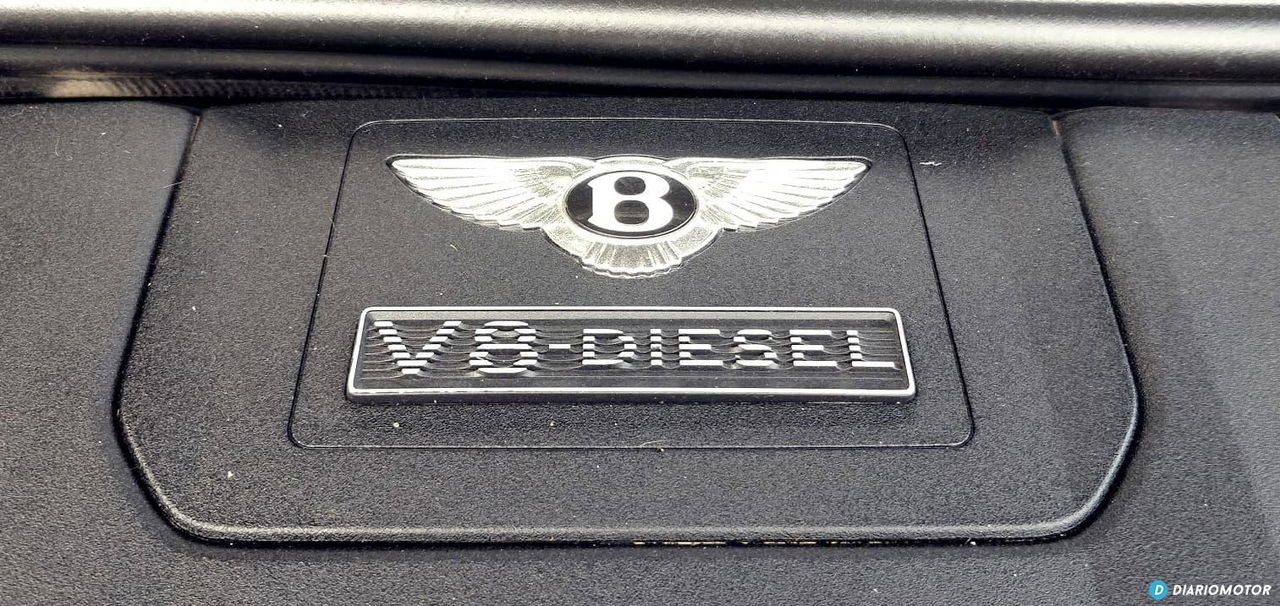 B
V8-DIESEL
D DIARIOMOTOR